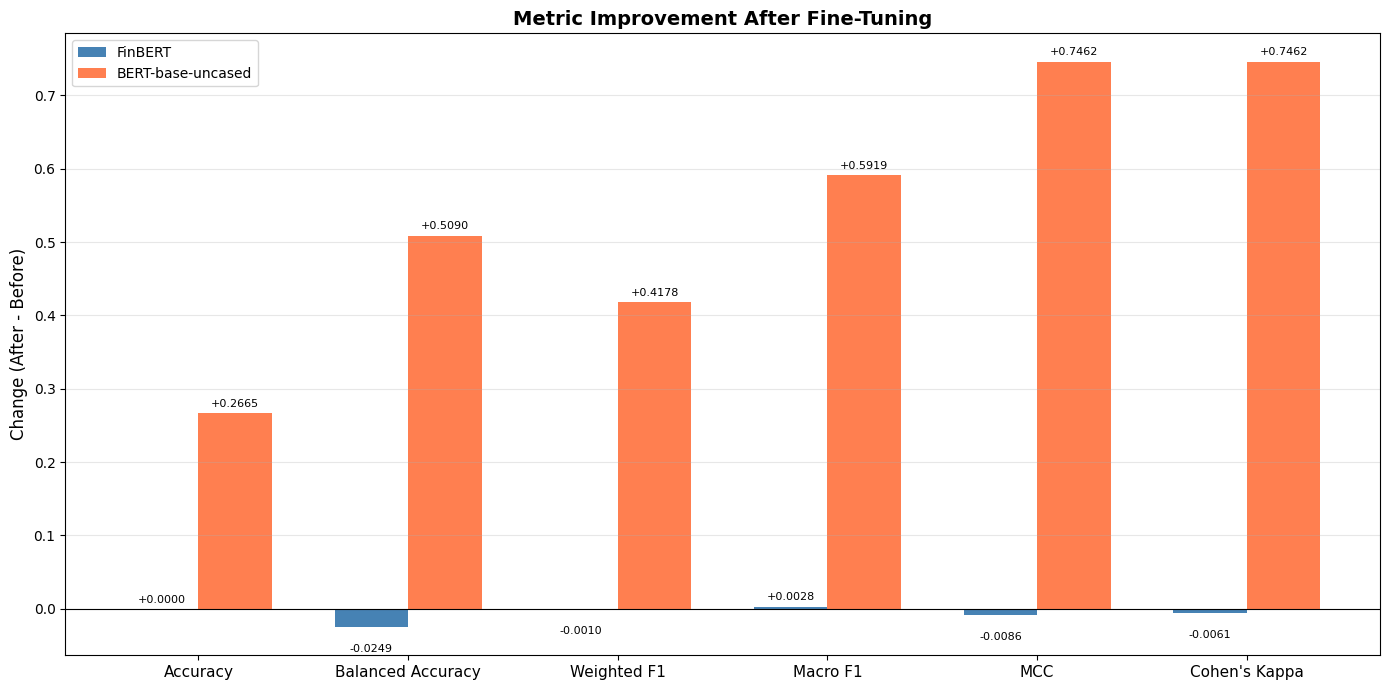 Metric Improvement After Fine-Tuning
FinBERT
BERT-base-uncased
Change (After - Before)
0.7
0.6
0.5
0.4
0.3
0.2
0.1
0.0
+0.0000
+0.2665
-0.0249
+0.5090
-0.0010
+0.4178
+0.0028
+0.5919
-0.0086
+0.7462
-0.0061
+0.7462
Accuracy
Balanced Accuracy
Weighted F1
Macro F1
MCC
Cohen's Kappa